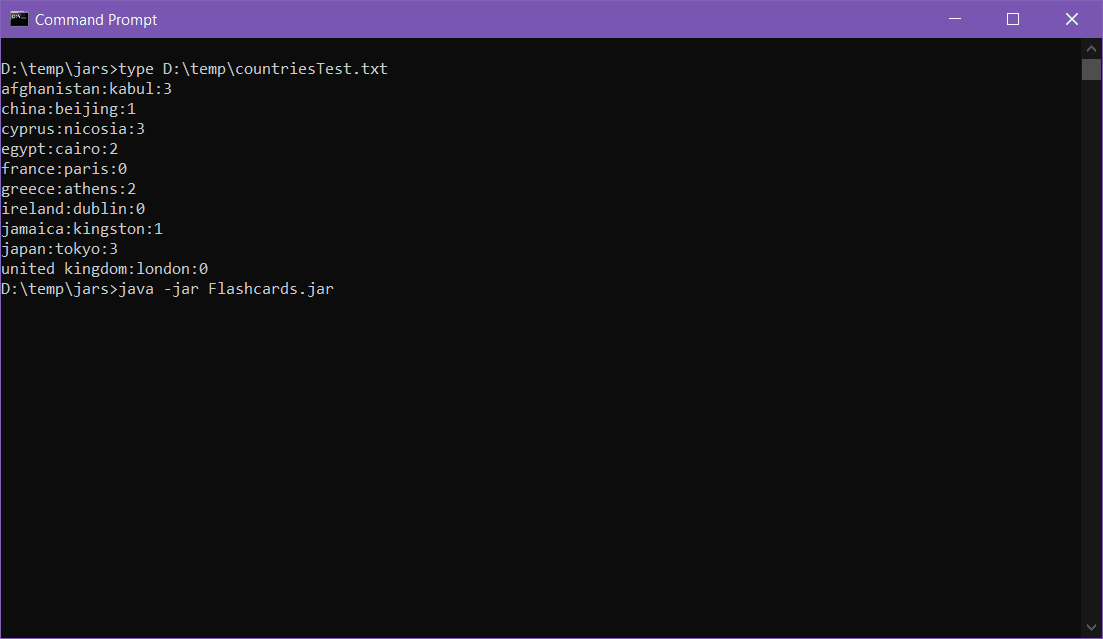 Command Prompt
D:\temp\jars>type D:\temp\countriesTest.txt
afghanistan:kabul:3
china:beijing:1
cyprus:nicosia:3
egypt:cairo:2
france:paris:0
greece:athens:2
ireland:dublin:0
jamaica:kingston:1
japan:tokyo:3
united kingdom:london:0
D:\temp\jars>java -jar Flashcards.jar